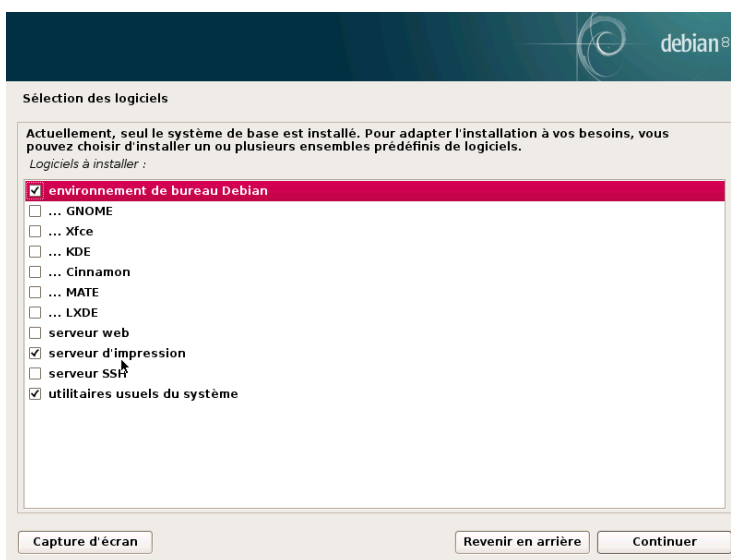 debian 8
Sélection des logiciels
Actuellement, seul le système de base est installé. Pour adapter l'installation à vos besoins, vous
pouvez choisir d'installer un ou plusieurs ensembles prédéfinis de logiciels.
Logiciels à installer :
environnement de bureau Debian
... GNOME
... Xfce
... KDE
... Cinnamon
... MATE
... LXDE
serveur web
serveur d'impression
serveur SSH
utilitaires usuels du système
Capture d'écran
Revenir en arrière
Continuer